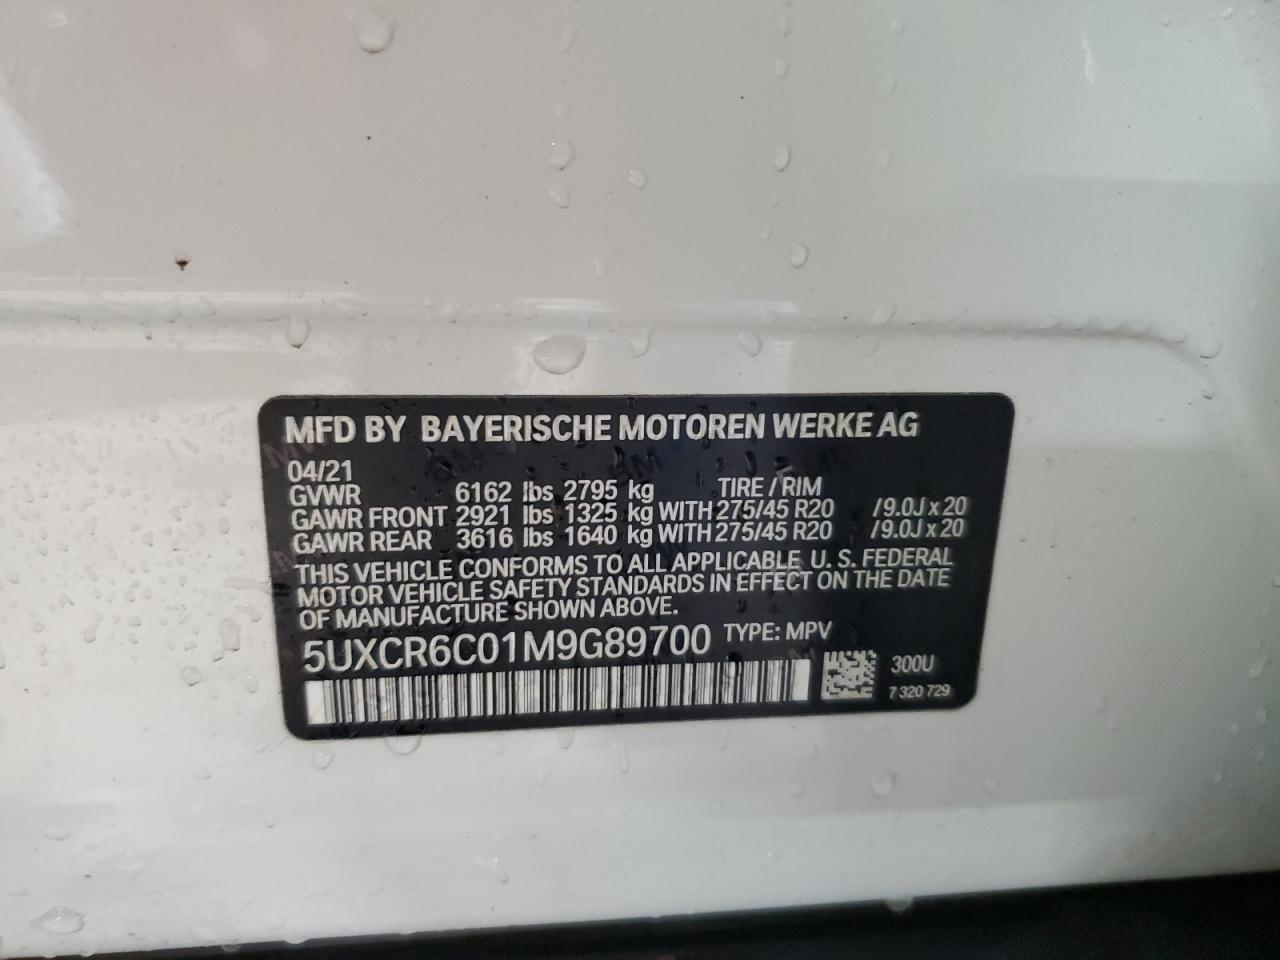 MFD BY BAYERISCHE MOTOREN WERKE AG
04/21
GVWR 6162 lbs 2795 kg TIRE / RIM
GAWR FRONT 2921 lbs 1325 kg WITH 275/45 R20 /9.0J x 20
GAWR REAR 3616 lbs 1640 kg WITH 275/45 R20 /9.0J x 20
THIS VEHICLE CONFORMS TO ALL APPLICABLE U. S. FEDERAL
MOTOR VEHICLE SAFETY STANDARDS IN EFFECT ON THE DATE
OF MANUFACTURE SHOWN ABOVE.
5UXCR6C01M9G89700 TYPE: MPV
300U
7 320 729